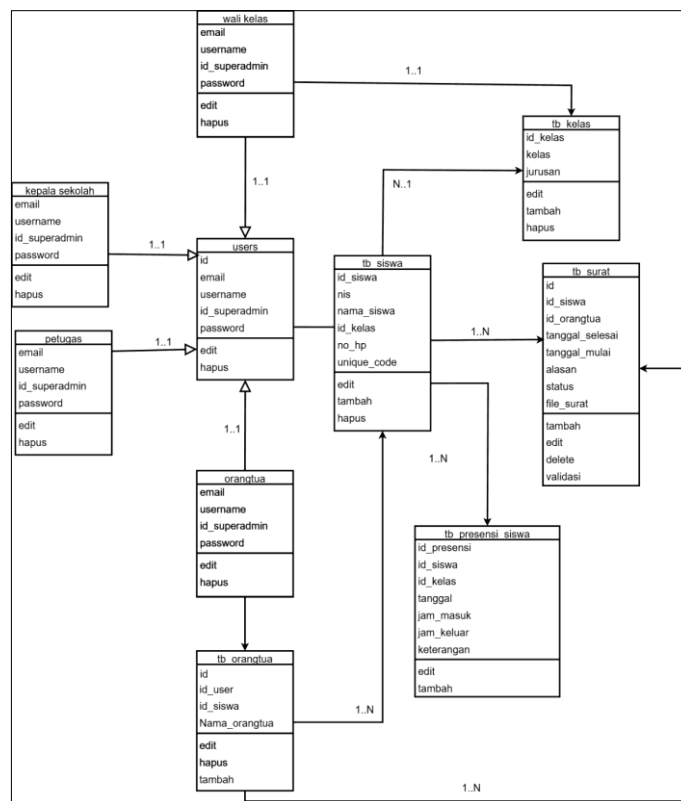 wali kelas
email
username
id_superadmin
password
edit
hapus
1..1
tb_kelas
id_kelas
kelas
jurusan
edit
tambah
hapus
1..1
N..1
kepala sekolah
email
username
id_superadmin
password
edit
hapus
1..1
users
id
email
username
id_superadmin
password
edit
hapus
tb_siswa
id_siswa
nis
nama_siswa
id_kelas
no_hp
unique_code
edit
tambah
hapus
tb_surat
id
id_siswa
id_orangtua
tanggal_selesai
tanggal_mulai
alasan
status
file_surat
tambah
edit
delete
validasi
1..N
petugas
email
username
id_superadmin
password
edit
hapus
1..1
1..1
1..N
orangtua
email
username
id_superadmin
password
edit
hapus
tb_presensi_siswa
id_presensi
id_siswa
id_kelas
tanggal
jam_masuk
jam_keluar
keterangan
edit
tambah
tb_orangtua
id
id_user
id_siswa
Nama_orangtua
edit
hapus
tambah
1..N
1..N